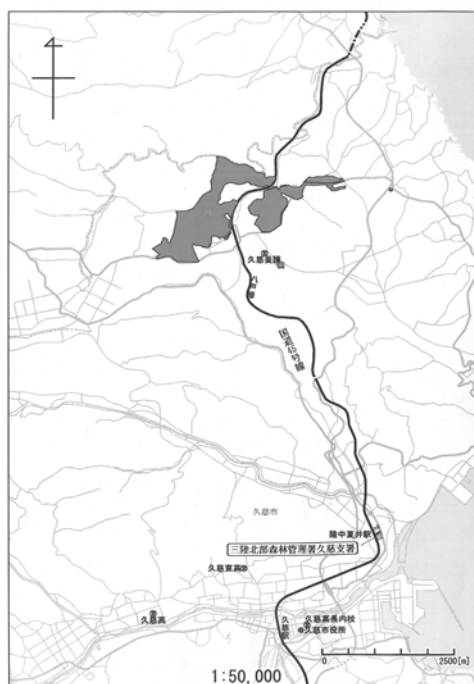 久慈養護
八戸線
国道45号線
久慈市
陸中夏井駅
三陸北部森林管理署久慈支署
久慈東高
久慈高
久慈駅
久慈高長内校
久慈市役所
0
2500[m]
1:50,000